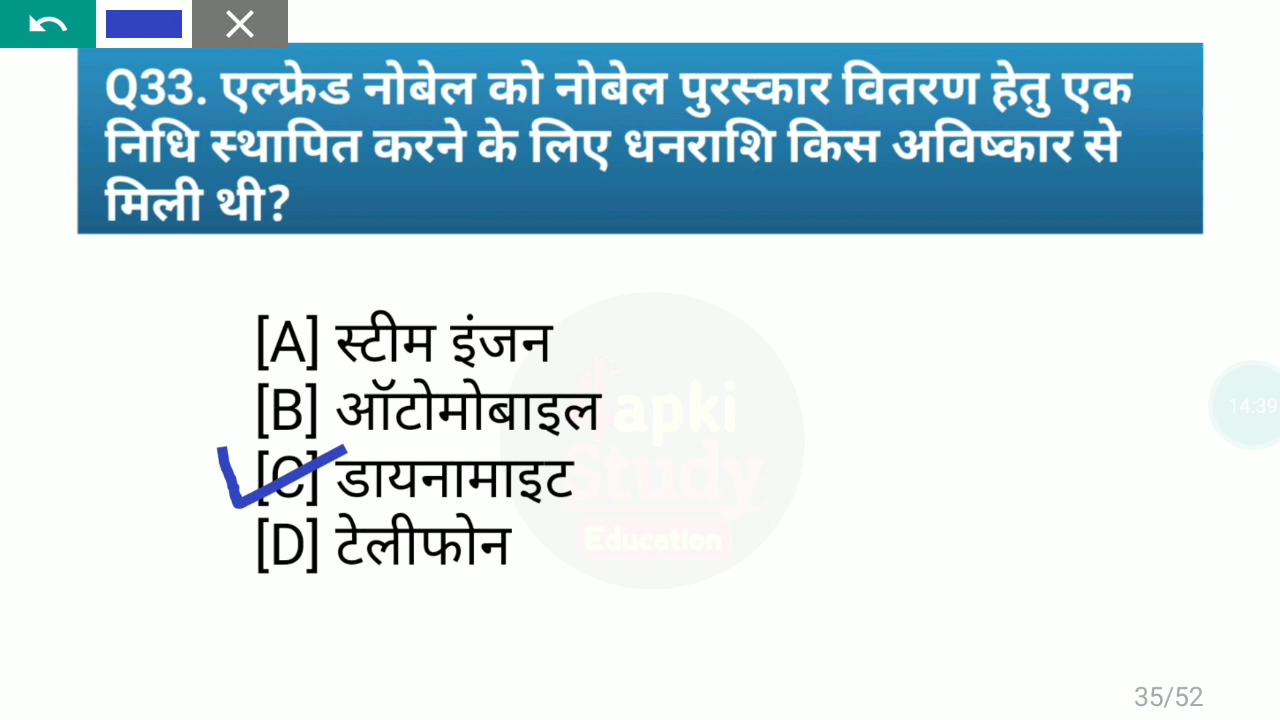 Q33. एल्फ्रेड नोबेल को नोबेल पुरस्कार वितरण हेतु एक
निधि स्थापित करने के लिए धनराशि किस अविष्कार से
मिली थी?
[A] स्टीम इंजन
[B] ऑटोमोबाइल
[C] डायनामाइट
[D] टेलीफोन
apki
Study
Education
14:39
35/52